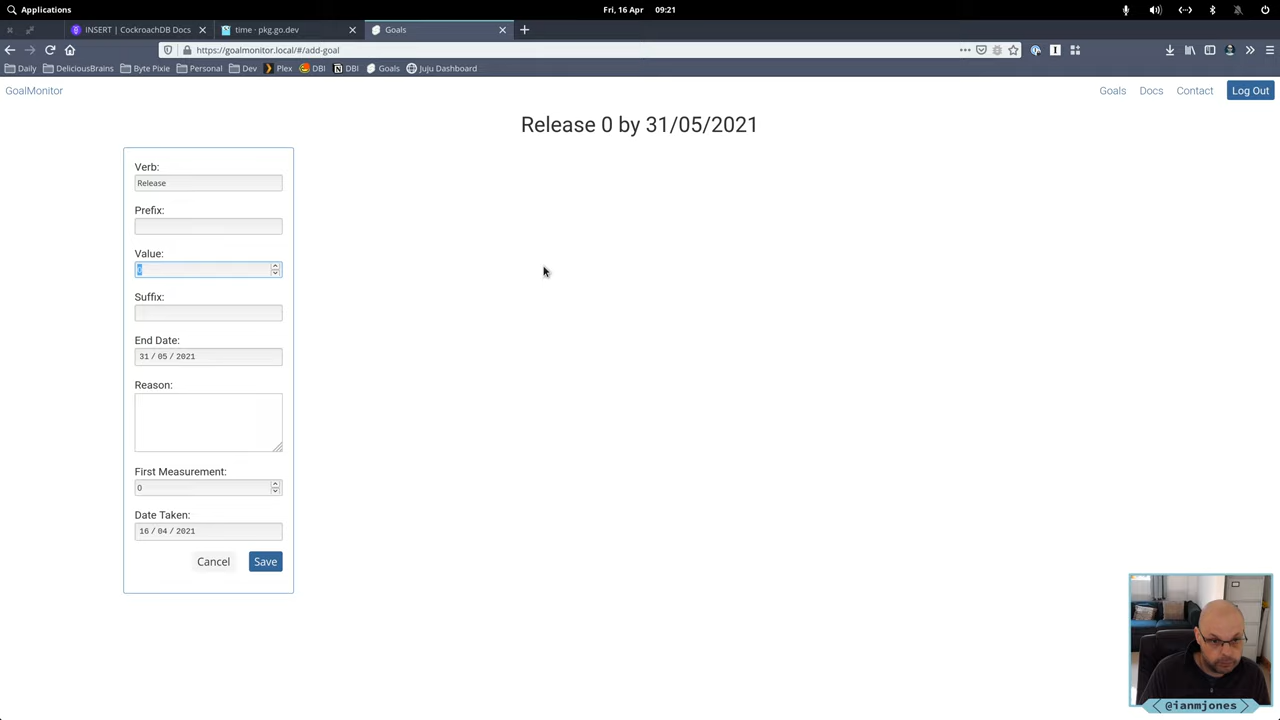 Applications
Fri, 16 Apr 09:21
INSERT | CockroachDB Docs
time · pkg.go.dev
Goals
https://goalmonitor.local/#/add-goal
Daily
DeliciousBrains
Byte Pixie
Personal
Dev
Plex
DBI
DBI
Goals
Juju Dashboard
GoalMonitor
Goals
Docs
Contact
Log Out
Release 0 by 31/05/2021
Verb:
Release
Prefix:
Value:
0
Suffix:
End Date:
31 / 05 / 2021
Reason:
First Measurement:
0
Date Taken:
16 / 04 / 2021
Cancel
Save
@ianmjones